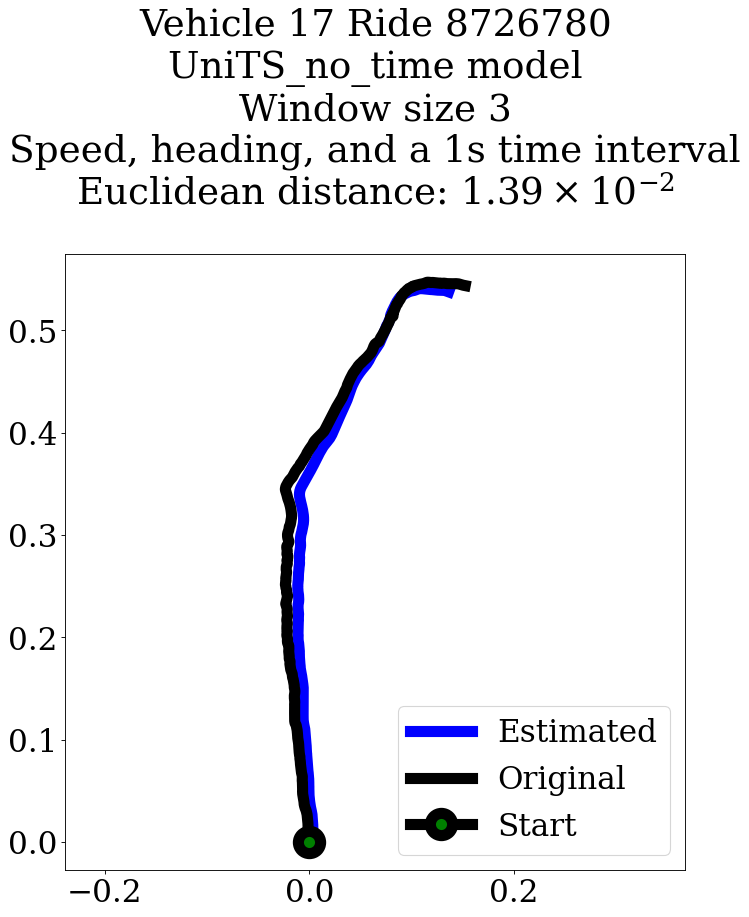 Vehicle 17 Ride 8726780
UniTS_no_time model
Window size 3
Speed, heading, and a 1s time interval
Euclidean distance: 1.39 × 10⁻²
0.5
0.4
0.3
0.2
0.1
0.0
−0.2 0.0 0.2
Estimated
Original
Start